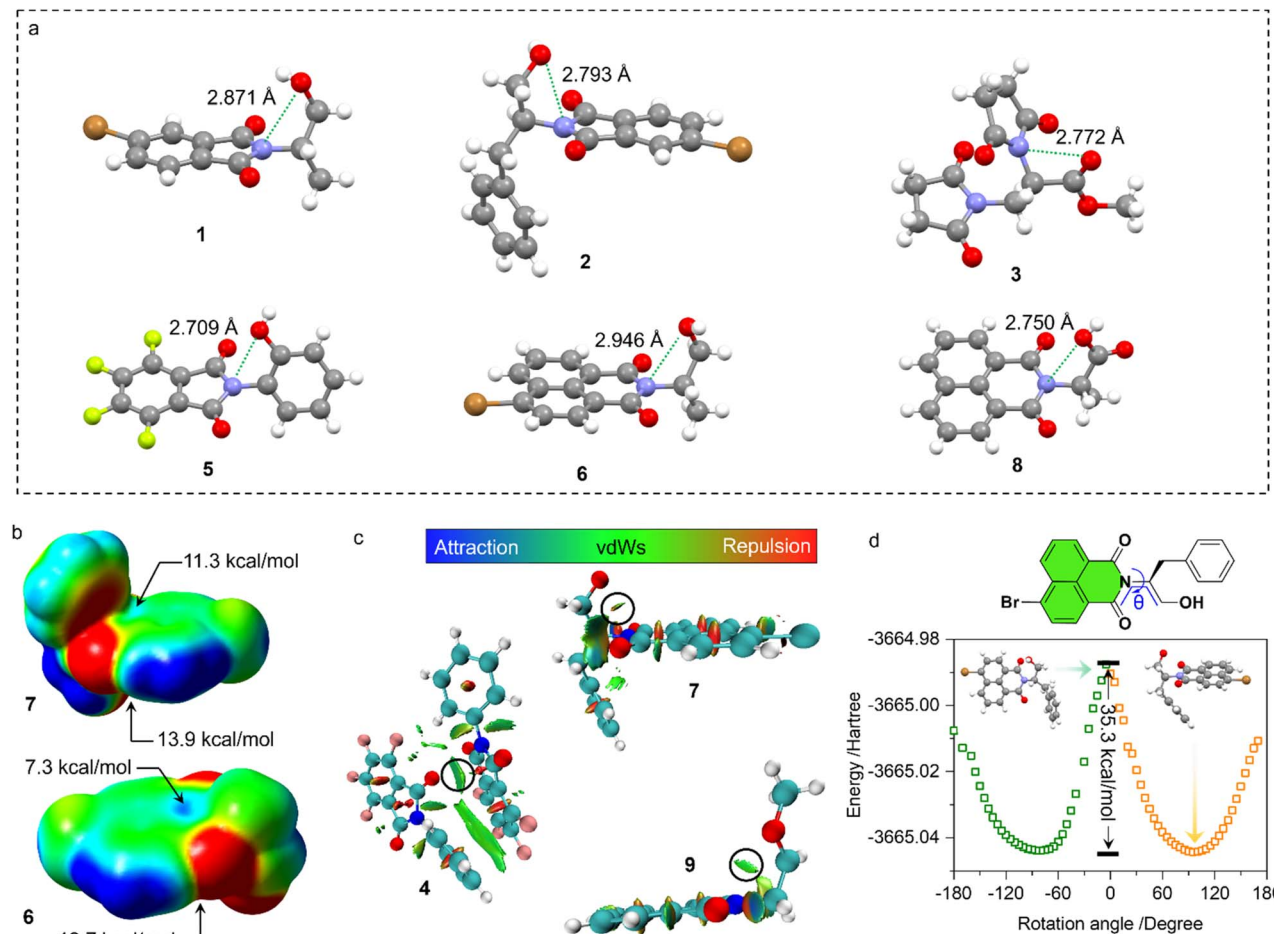 a
2.871 Å
2.793 Å
2.772 Å
1
2
3
2.709 Å
2.946 Å
2.750 Å
5
6
8
b
11.3 kcal/mol
7
13.9 kcal/mol
7.3 kcal/mol
6
c
Attraction vdWs Repulsion
7
4
9
d
O
N
θ
OH
O
Br
-3664.98
-3665.00
-3665.02
-3665.04
Energy /Hartree
35.3 kcal/mol
-180 -120 -60 0 60 120 180
Rotation angle /Degree